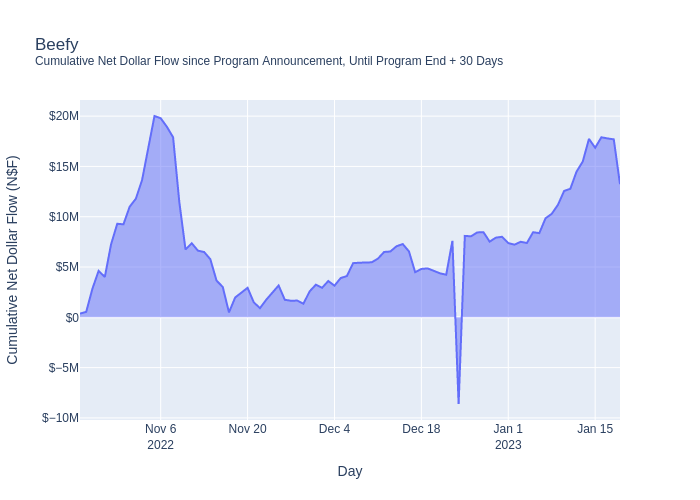 Beefy
Cumulative Net Dollar Flow since Program Announcement, Until Program End + 30 Days
Cumulative Net Dollar Flow (N$F)
$20M
$15M
$10M
$5M
$0
$−5M
$−10M
Nov 6
2022
Nov 20
Dec 4
Dec 18
Jan 1
2023
Jan 15
Day